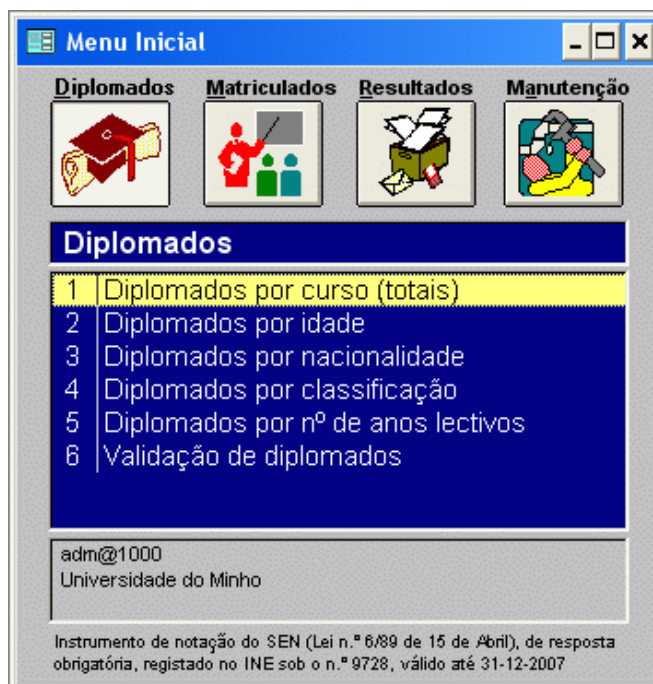 Menu Inicial
Diplomados Matriculados Resultados Manutenção
Diplomados
1 Diplomados por curso (totais)
2 Diplomados por idade
3 Diplomados por nacionalidade
4 Diplomados por classificação
5 Diplomados por nº de anos lectivos
6 Validação de diplomados
adm@1000
Universidade do Minho
Instrumento de notação do SEN (Lei n.º 6/89 de 15 de Abril), de resposta
obrigatória, registado no INE sob o n.º 9728, válido até 31-12-2007